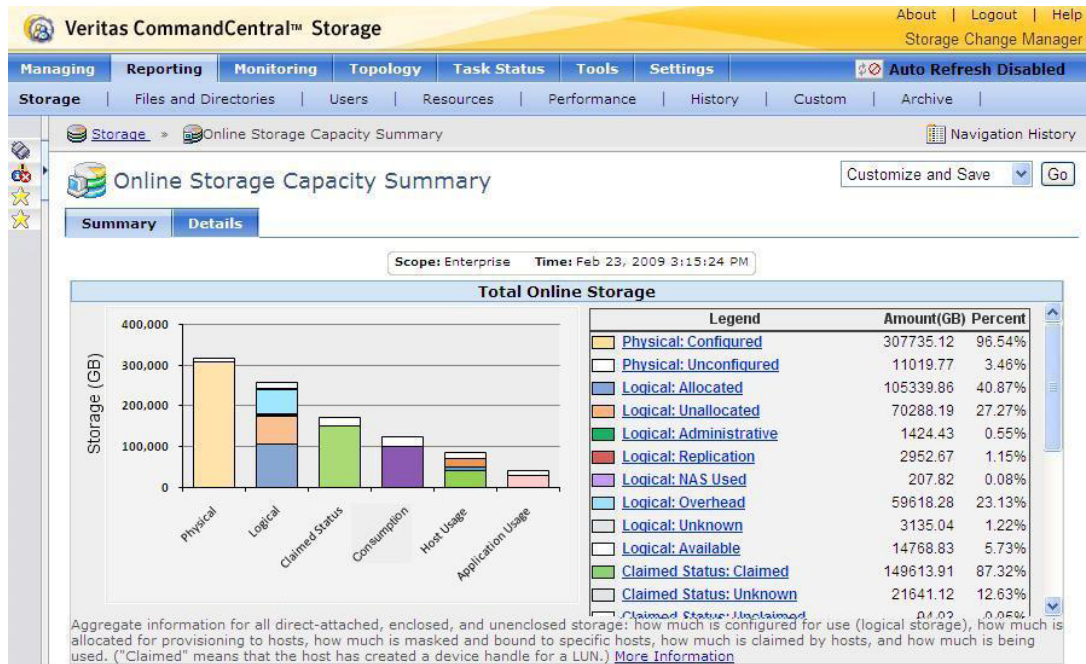 About | Logout | Help
Veritas CommandCentral™ Storage
Storage Change Manager
Managing Reporting Monitoring Topology Task Status Tools Settings Auto Refresh Disabled
Storage | Files and Directories | Users | Resources | Performance | History | Custom | Archive |
Storage » Online Storage Capacity Summary Navigation History
Online Storage Capacity Summary Customize and Save Go
Summary Details
Scope: Enterprise Time: Feb 23, 2009 3:15:24 PM
Total Online Storage
Storage (GB)
400,000
300,000
200,000
100,000
0
Physical Logical Claimed Status Consumption Host Usage Application Usage
Legend Amount(GB) Percent
Physical: Configured 307735.12 96.54%
Physical: Unconfigured 11019.77 3.46%
Logical: Allocated 105339.86 40.87%
Logical: Unallocated 70288.19 27.27%
Logical: Administrative 1424.43 0.55%
Logical: Replication 2952.67 1.15%
Logical: NAS Used 207.82 0.08%
Logical: Overhead 59618.28 23.13%
Logical: Unknown 3135.04 1.22%
Logical: Available 14768.83 5.73%
Claimed Status: Claimed 149613.91 87.32%
Claimed Status: Unknown 21641.12 12.63%
Claimed Status: Unclaimed
Aggregate information for all direct-attached, enclosed, and unenclosed storage: how much is configured for use (logical storage), how much is
allocated for provisioning to hosts, how much is masked and bound to specific hosts, how much is claimed by hosts, and how much is being
used. ("Claimed" means that the host has created a device handle for a LUN.) More Information